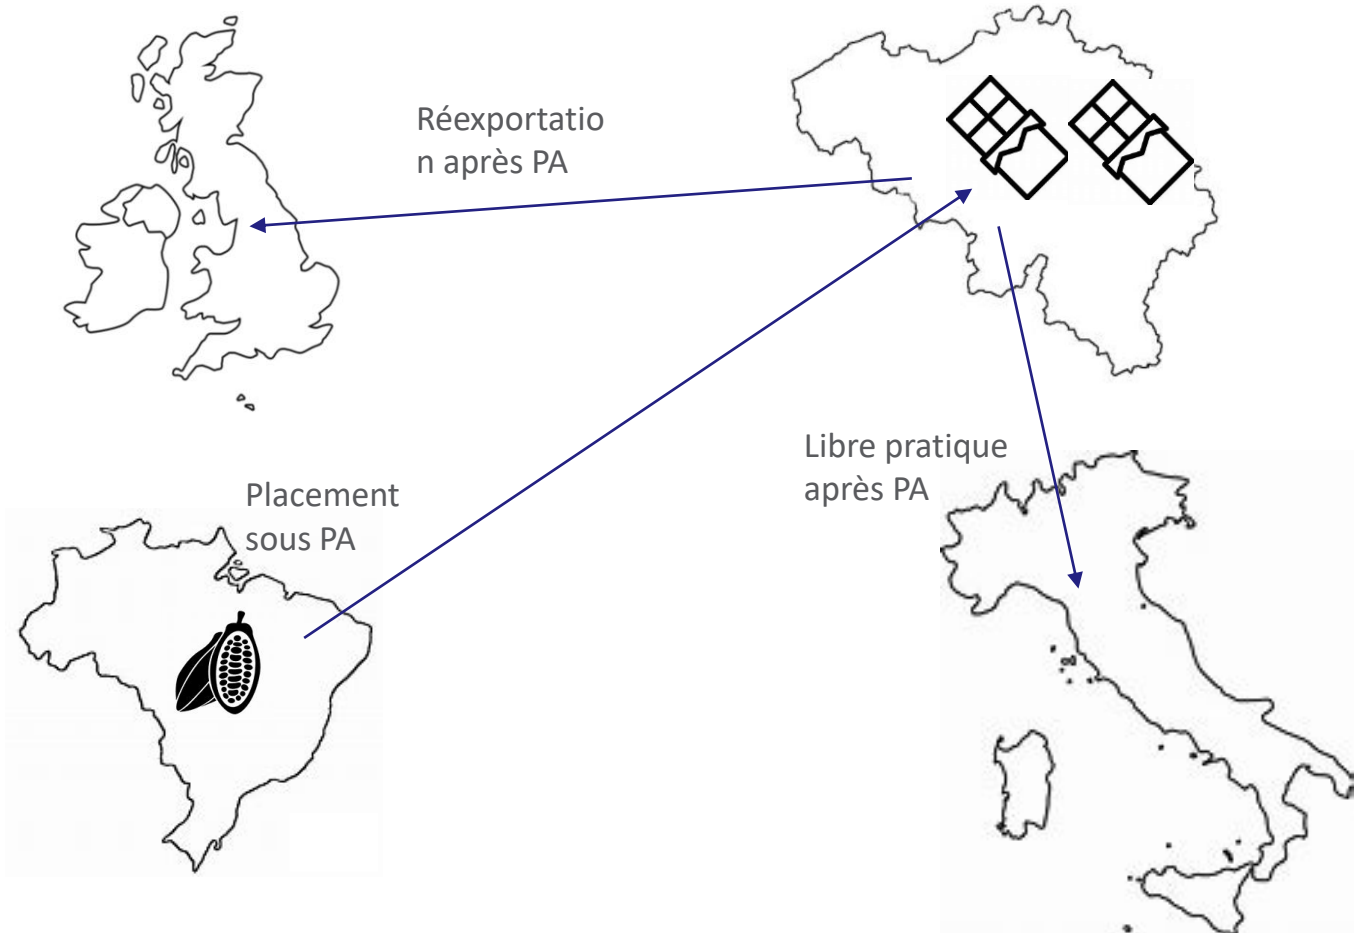 Réexportatio
n après PA
Libre pratique
après PA
Placement
sous PA